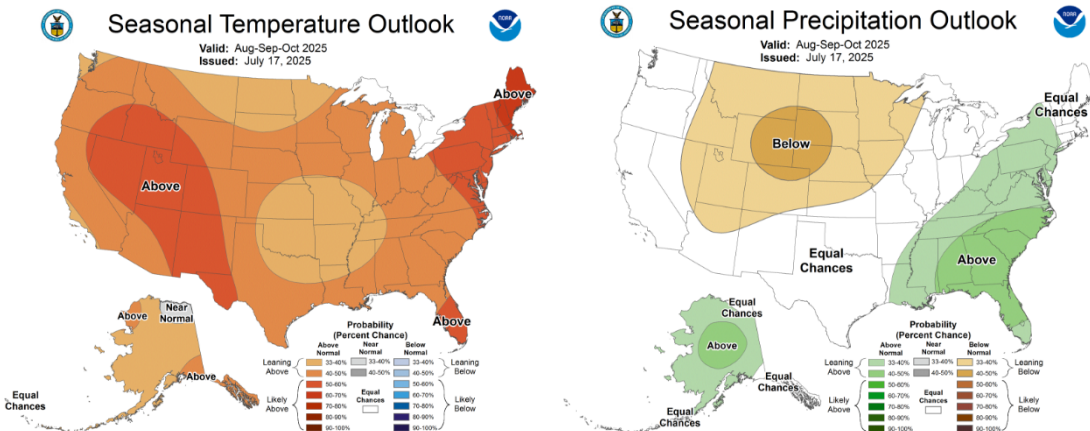 Seasonal Temperature Outlook
Valid: Aug-Sep-Oct 2025
Issued: July 17, 2025
NOAA
Above
Above
Above
Above
Near
Normal
Above
Equal
Chances
Probability
(Percent Chance)
Above
Normal
Near
Normal
Below
Normal
Leaning
Above
33-40%
40-50%
33-40%
40-50%
33-40%
40-50%
Leaning
Below
Likely
Above
50-60%
60-70%
70-80%
80-90%
90-100%
Equal
Chances
50-60%
60-70%
70-80%
80-90%
90-100%
Likely
Below
Seasonal Precipitation Outlook
Valid: Aug-Sep-Oct 2025
Issued: July 17, 2025
NOAA
Equal
Chances
Below
Equal
Chances
Above
Equal
Chances
Above
Equal
Chances
Equal
Chances
Probability
(Percent Chance)
Above
Normal
Near
Normal
Below
Normal
Leaning
Above
33-40%
40-50%
33-40%
40-50%
33-40%
40-50%
Leaning
Below
Likely
Above
50-60%
60-70%
70-80%
80-90%
90-100%
Equal
Chances
50-60%
60-70%
70-80%
80-90%
90-100%
Likely
Below